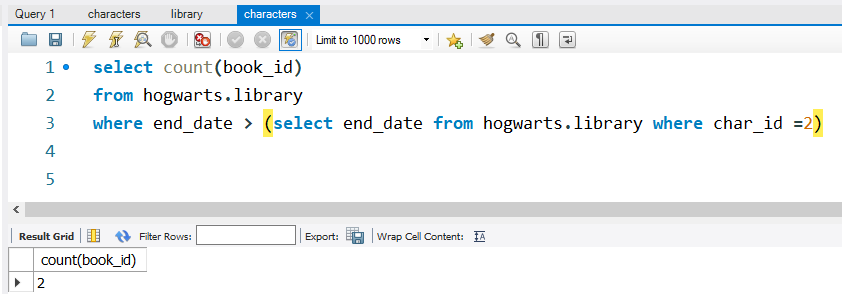 Query 1 characters library characters
Limit to 1000 rows
1 select count(book_id)
2 from hogwarts.library
3 where end_date > (select end_date from hogwarts.library where char_id =2)
4
5
Result Grid Filter Rows: Export: Wrap Cell Content:
count(book_id)
2